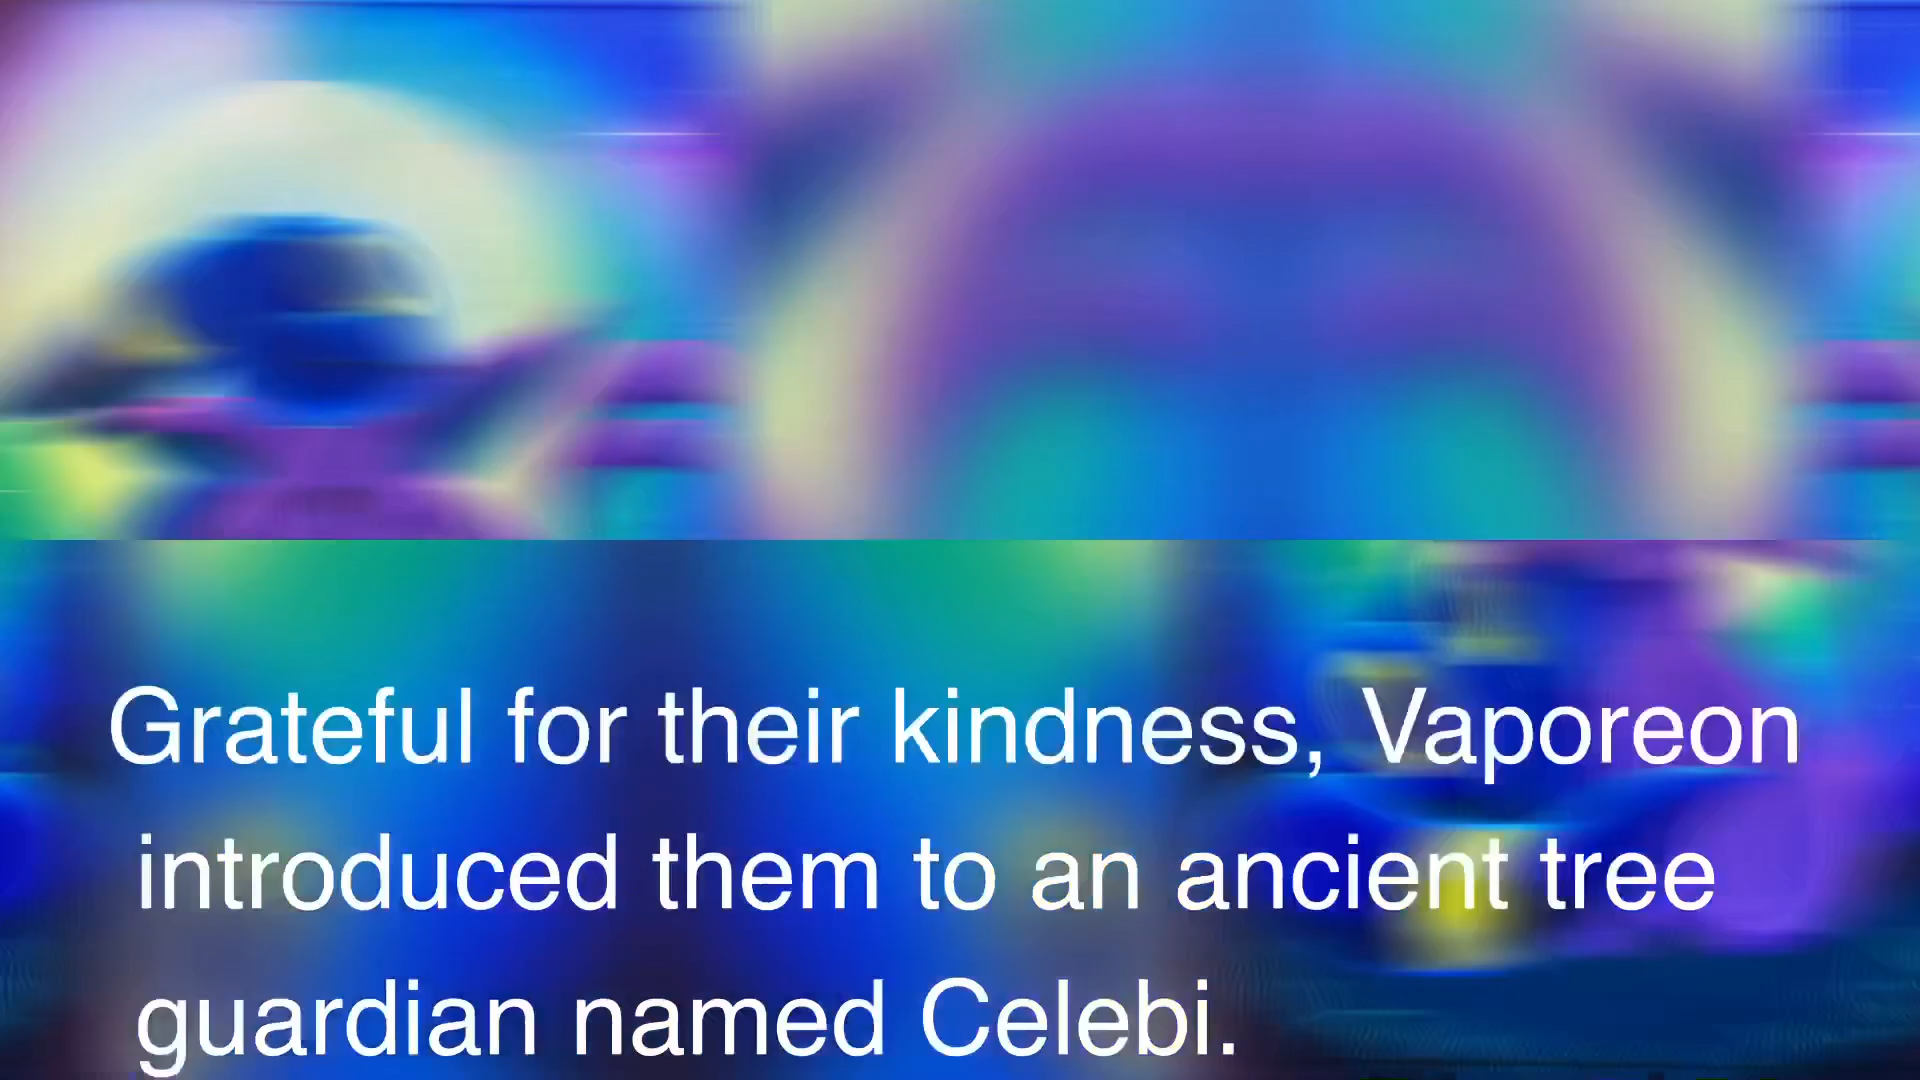 Grateful for their kindness, Vaporeon
introduced them to an ancient tree
guardian named Celebi.